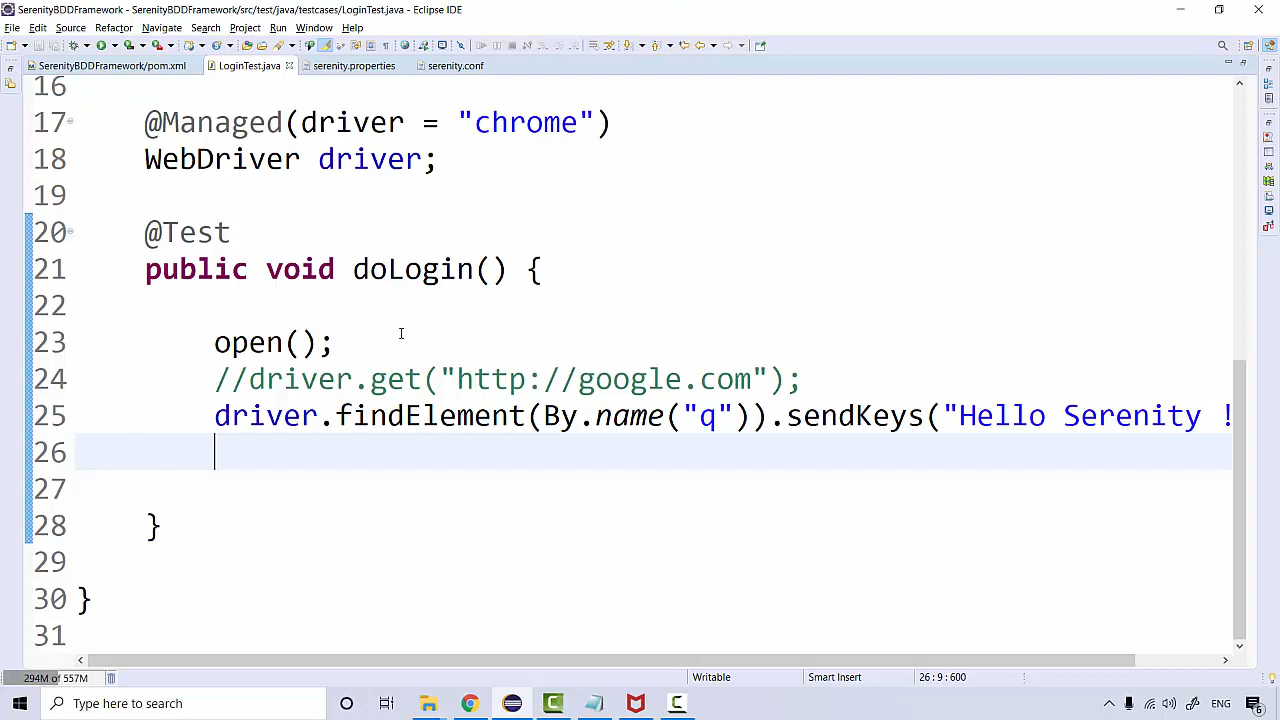 SerenityBDDFramework - SerenityBDDFramework/src/test/java/testcases/LoginTest.java - Eclipse IDE
File Edit Source Refactor Navigate Search Project Run Window Help
SerenityBDDFramework/pom.xml LoginTest.java serenity.properties serenity.conf
16
17 @Managed(driver = "chrome")
18 WebDriver driver;
19
20 @Test
21 public void doLogin() {
22
23 open();
24 //driver.get("http://google.com");
25 driver.findElement(By.name("q")).sendKeys("Hello Serenity !
26
27
28 }
29
30 }
31
294M of 557M Writable Smart Insert 26:9:600
Type here to search ENG 6